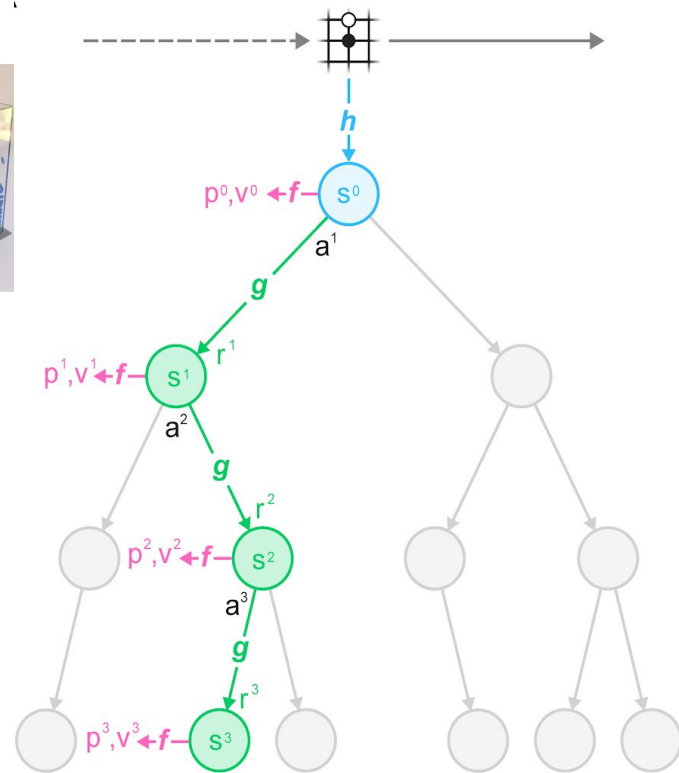 h
p⁰,v⁰ f s⁰
a¹
g
r¹
p¹,v¹ f s¹
a²
g
r²
p²,v² f s²
a³
g
r³
p³,v³ f s³